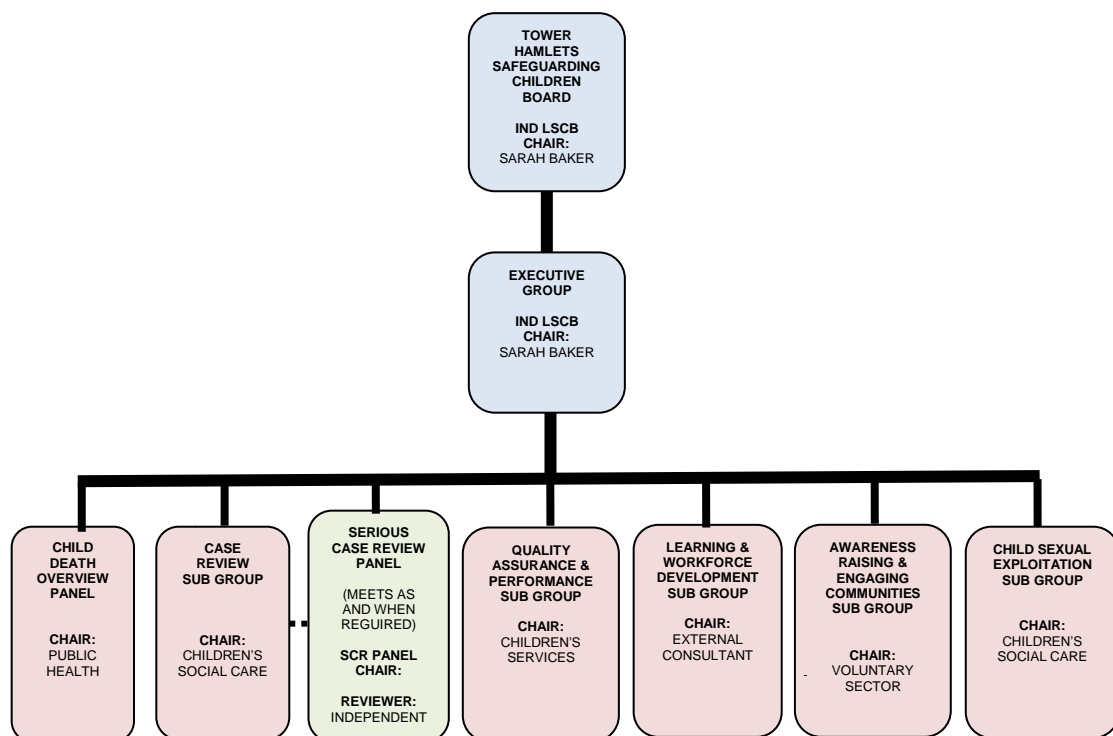 TOWER
HAMLETS
SAFEGUARDING
CHILDREN
BOARD
IND LSCB
CHAIR:
SARAH BAKER
EXECUTIVE
GROUP
IND LSCB
CHAIR:
SARAH BAKER
CHILD
DEATH
OVERVIEW
PANEL
CHAIR:
PUBLIC
HEALTH
CASE
REVIEW
SUB GROUP
CHAIR:
CHILDREN'S
SOCIAL CARE
SERIOUS
CASE REVIEW
PANEL
(MEETS AS
AND WHEN
REGUIRED)
SCR PANEL
CHAIR:
REVIEWER:
INDEPENDENT
QUALITY
ASSURANCE &
PERFORMANCE
SUB GROUP
CHAIR:
CHILDREN'S
SERVICES
LEARNING &
WORKFORCE
DEVELOPMENT
SUB GROUP
CHAIR:
EXTERNAL
CONSULTANT
AWARENESS
RAISING &
ENGAGING
COMMUNITIES
SUB GROUP
CHAIR:
VOLUNTARY
SECTOR
CHILD SEXUAL
EXPLOITATION
SUB GROUP
CHAIR:
CHILDREN'S
SOCIAL CARE